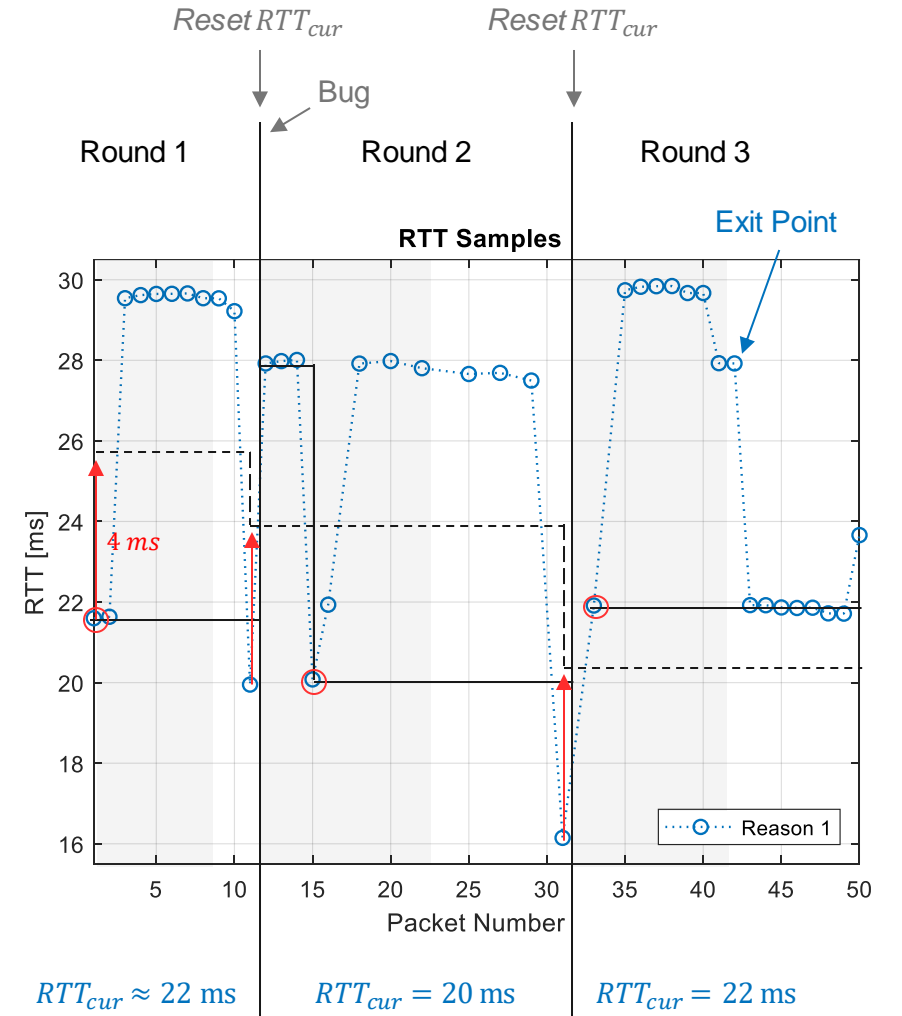 Reset RTT_cur Reset RTT_cur
Bug
Round 1 Round 2 Round 3
Exit Point
RTT Samples
30
28
26
24
22
20
18
16
RTT [ms]
4 ms
Reason 1
5 10 15 20 25 30 35 40 45 50
Packet Number
RTT_cur ≈ 22 ms RTT_cur = 20 ms RTT_cur = 22 ms